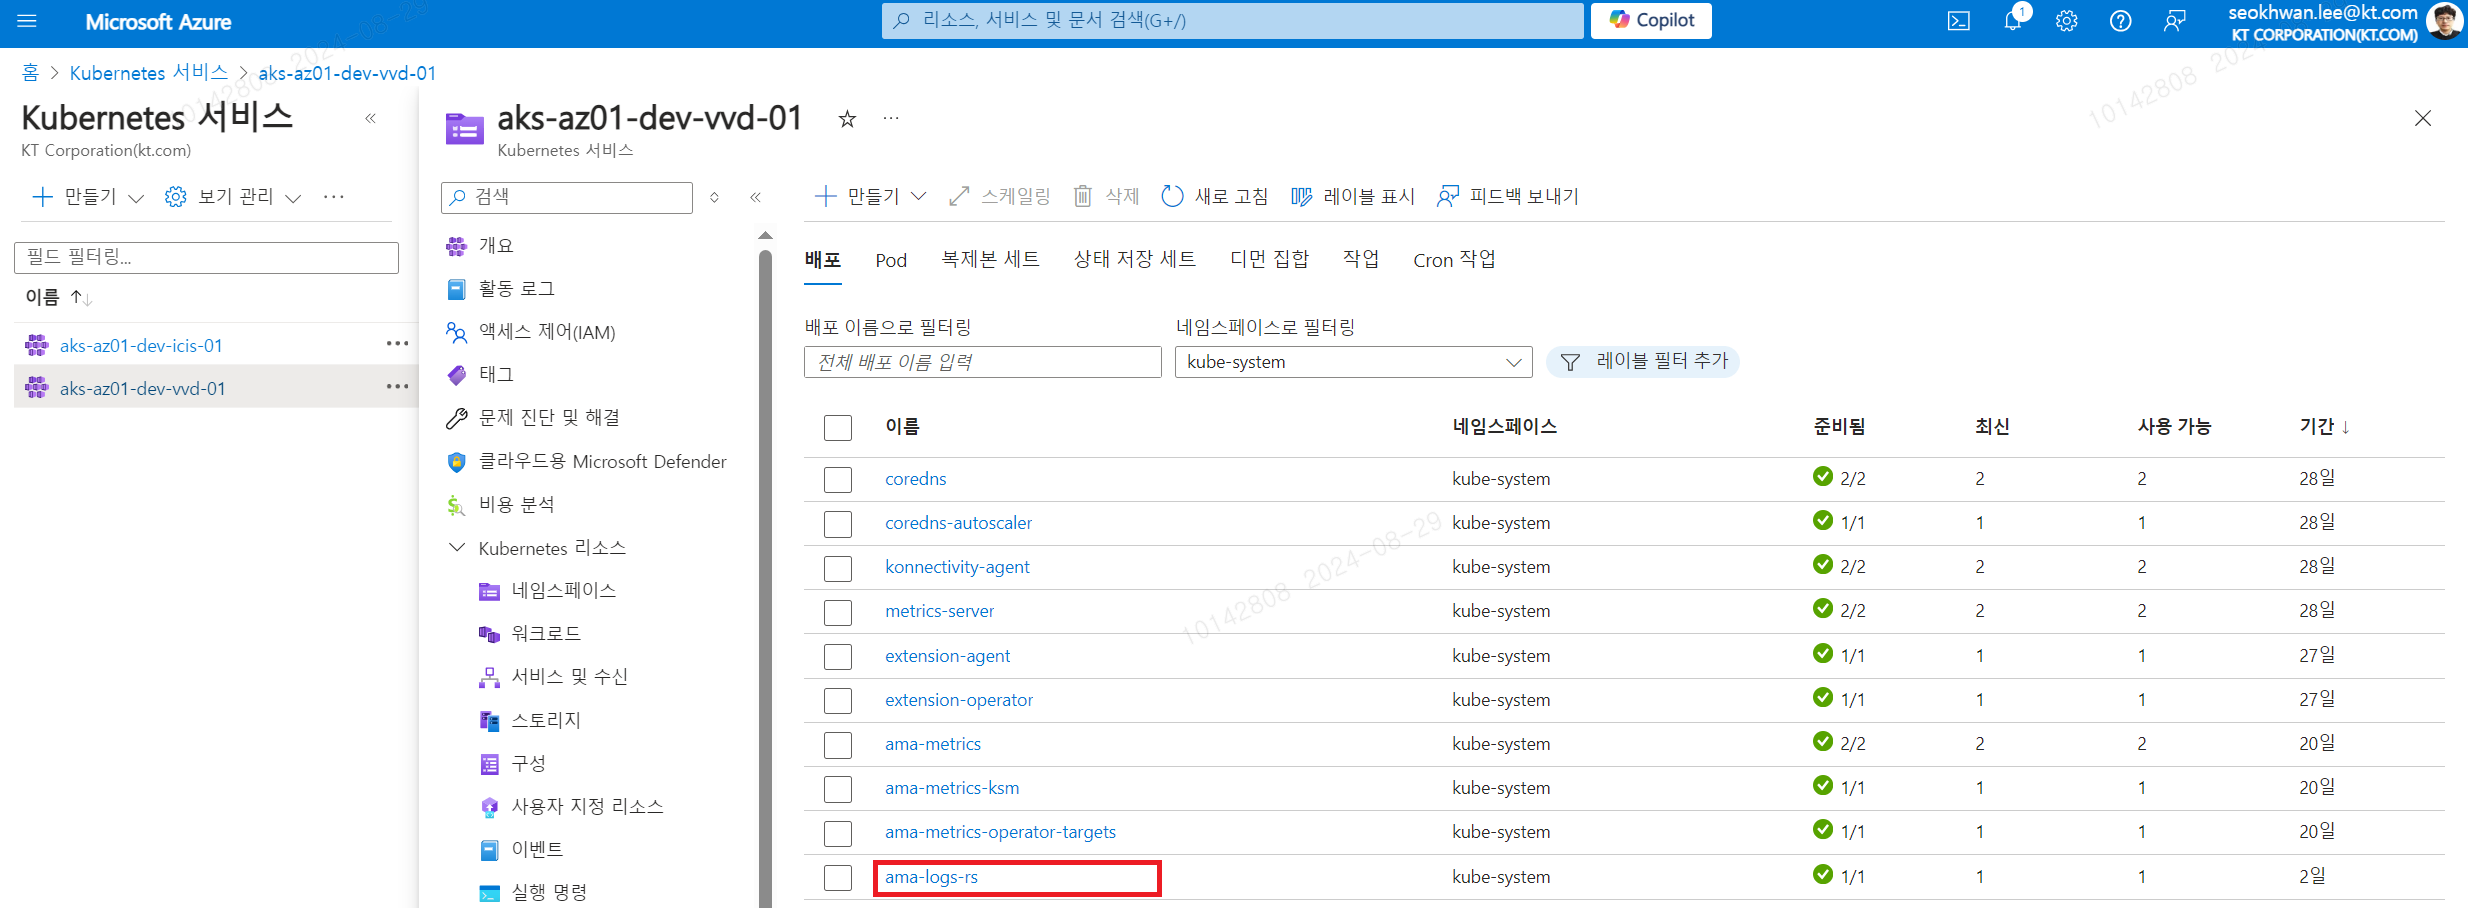 Microsoft Azure
리소스, 서비스 및 문서 검색(G+/)
Copilot
1
seokhwan.lee@kt.com
KT CORPORATION(KT.COM)
홈 > Kubernetes 서비스 > aks-az01-dev-vvd-01
Kubernetes 서비스 «
KT Corporation(kt.com)
만들기 보기 관리 ···
필드 필터링...
이름 ↑↓
aks-az01-dev-icis-01 ···
aks-az01-dev-vvd-01 ···
aks-az01-dev-vvd-01 ···
Kubernetes 서비스
검색 «
개요
활동 로그
액세스 제어(IAM)
태그
문제 진단 및 해결
클라우드용 Microsoft Defender
비용 분석
Kubernetes 리소스
네임스페이스
워크로드
서비스 및 수신
스토리지
구성
사용자 지정 리소스
이벤트
실행 명령
만들기 스케일링 삭제 새로 고침 레이블 표시 피드백 보내기
배포 Pod 복제본 세트 상태 저장 세트 디먼 집합 작업 Cron 작업
배포 이름으로 필터링 네임스페이스로 필터링
전체 배포 이름 입력 kube-system 레이블 필터 추가
이름 네임스페이스 준비됨 최신 사용 가능 기간 ↓
coredns kube-system 2/2 2 2 28일
coredns-autoscaler kube-system 1/1 1 1 28일
konnectivity-agent kube-system 2/2 2 2 28일
metrics-server kube-system 2/2 2 2 28일
extension-agent kube-system 1/1 1 1 27일
extension-operator kube-system 1/1 1 1 27일
ama-metrics kube-system 2/2 2 2 20일
ama-metrics-ksm kube-system 1/1 1 1 20일
ama-metrics-operator-targets kube-system 1/1 1 1 20일
ama-logs-rs kube-system 1/1 1 1 2일
10142808 2024-08-29